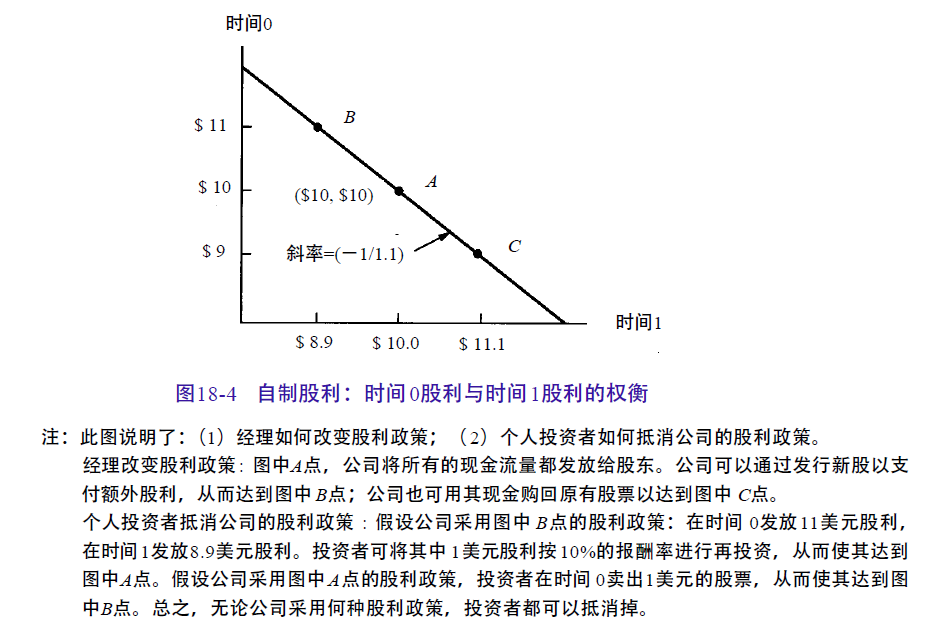 时间0
$ 11
B
$ 10
A
($10, $10)
$ 9
斜率=(－1/1.1)
C
时间1
$ 8.9
$ 10.0
$ 11.1
图18-4 自制股利：时间0股利与时间1股利的权衡
注：此图说明了：（1）经理如何改变股利政策；（2）个人投资者如何抵消公司的股利政策。
经理改变股利政策：图中A点，公司将所有的现金流量都发放给股东。公司可以通过发行新股以支
付额外股利，从而达到图中B点；公司也可用其现金购回原有股票以达到图中C点。
个人投资者抵消公司的股利政策：假设公司采用图中B点的股利政策：在时间0发放11美元股利，
在时间1发放8.9美元股利。投资者可将其中1美元股利按10%的报酬率进行再投资，从而使其达到
图中A点。假设公司采用图中A点的股利政策，投资者在时间0卖出1美元的股票，从而使其达到图
中B点。总之，无论公司采用何种股利政策，投资者都可以抵消掉。